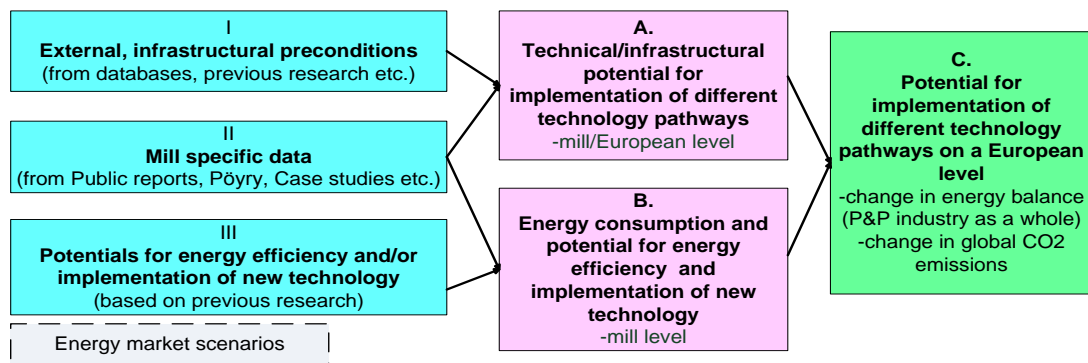 I
External, infrastructural preconditions
(from databases, previous research etc.)
II
Mill specific data
(from Public reports, Pöyry, Case studies etc.)
III
Potentials for energy efficiency and/or
implementation of new technology
(based on previous research)
Energy market scenarios
A.
Technical/infrastructural
potential for
implementation of different
technology pathways
-mill/European level
B.
Energy consumption and
potential for energy
efficiency and
implementation of new
technology
-mill level
C.
Potential for
implementation of
different technology
pathways on a European
level
-change in energy balance
(P&P industry as a whole)
-change in global CO2
emissions